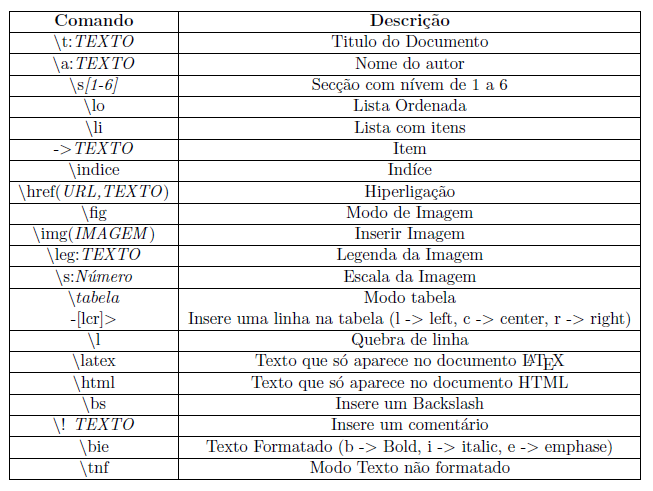 Comando Descrição
\t:TEXTO Titulo do Documento
\a:TEXTO Nome do autor
\s[1-6] Secção com nívem de 1 a 6
\lo Lista Ordenada
\li Lista com itens
->TEXTO Item
\indice Indíce
\href(URL,TEXTO) Hiperligação
\fig Modo de Imagem
\img(IMAGEM) Inserir Imagem
\leg:TEXTO Legenda da Imagem
\s:Número Escala da Imagem
\tabela Modo tabela
-[lcr]> Insere uma linha na tabela (l -> left, c -> center, r -> right)
\l Quebra de linha
\latex Texto que só aparece no documento LATEX
\html Texto que só aparece no documento HTML
\bs Insere um Backslash
\! TEXTO Insere um comentário
\bie Texto Formatado (b -> Bold, i -> italic, e -> emphase)
\tnf Modo Texto não formatado